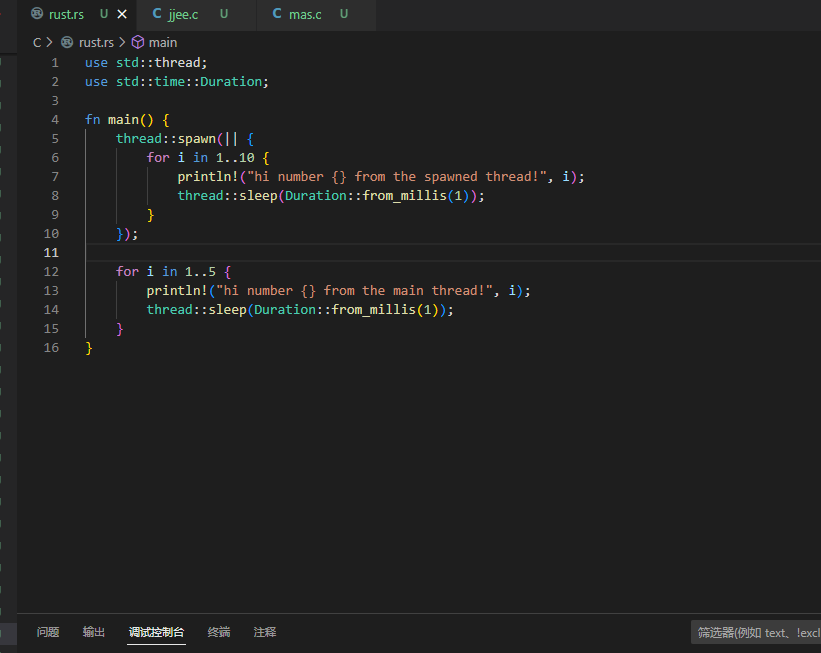 rust.rs U jjee.c U mas.c U
C > rust.rs > main
1 use std::thread;
2 use std::time::Duration;
3
4 fn main() {
5 thread::spawn(|| {
6 for i in 1..10 {
7 println!("hi number {} from the spawned thread!", i);
8 thread::sleep(Duration::from_millis(1));
9 }
10 });
11
12 for i in 1..5 {
13 println!("hi number {} from the main thread!", i);
14 thread::sleep(Duration::from_millis(1));
15 }
16 }
问题 输出 调试控制台 终端 注释 筛选器(例如 text、!excl